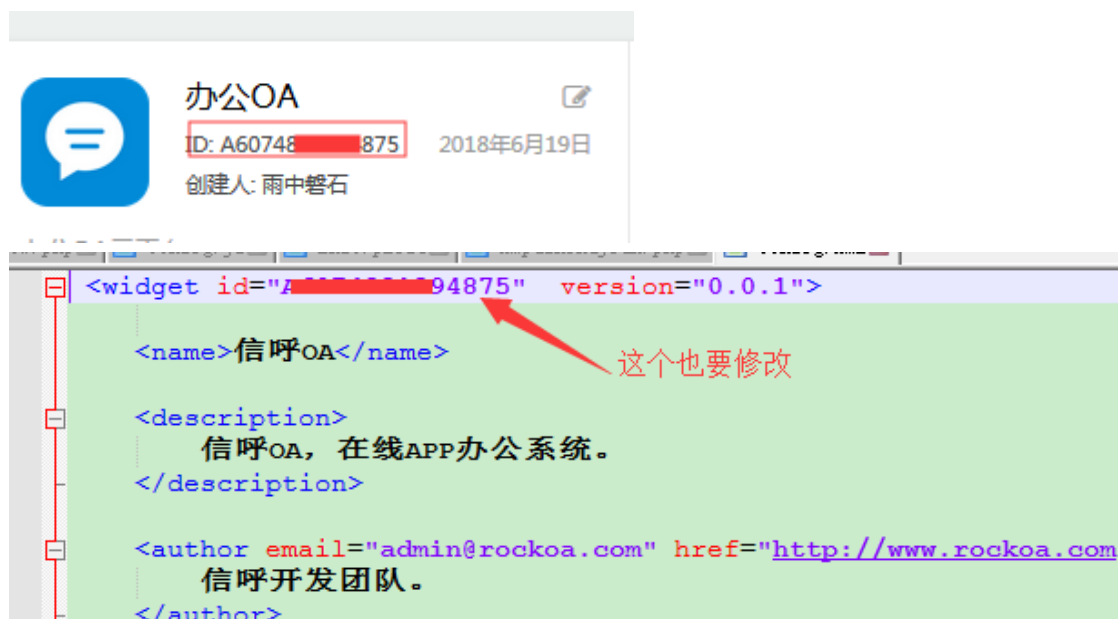 办公OA
ID: A60748 875 2018年6月19日
创建人: 雨中磐石
<widget id="A 94875" version="0.0.1">
<name>信呼OA</name>
这个也要修改
<description>
信呼OA，在线APP办公系统。
</description>
<author email="admin@rockoa.com" href="http://www.rockoa.com
信呼开发团队。
</author>